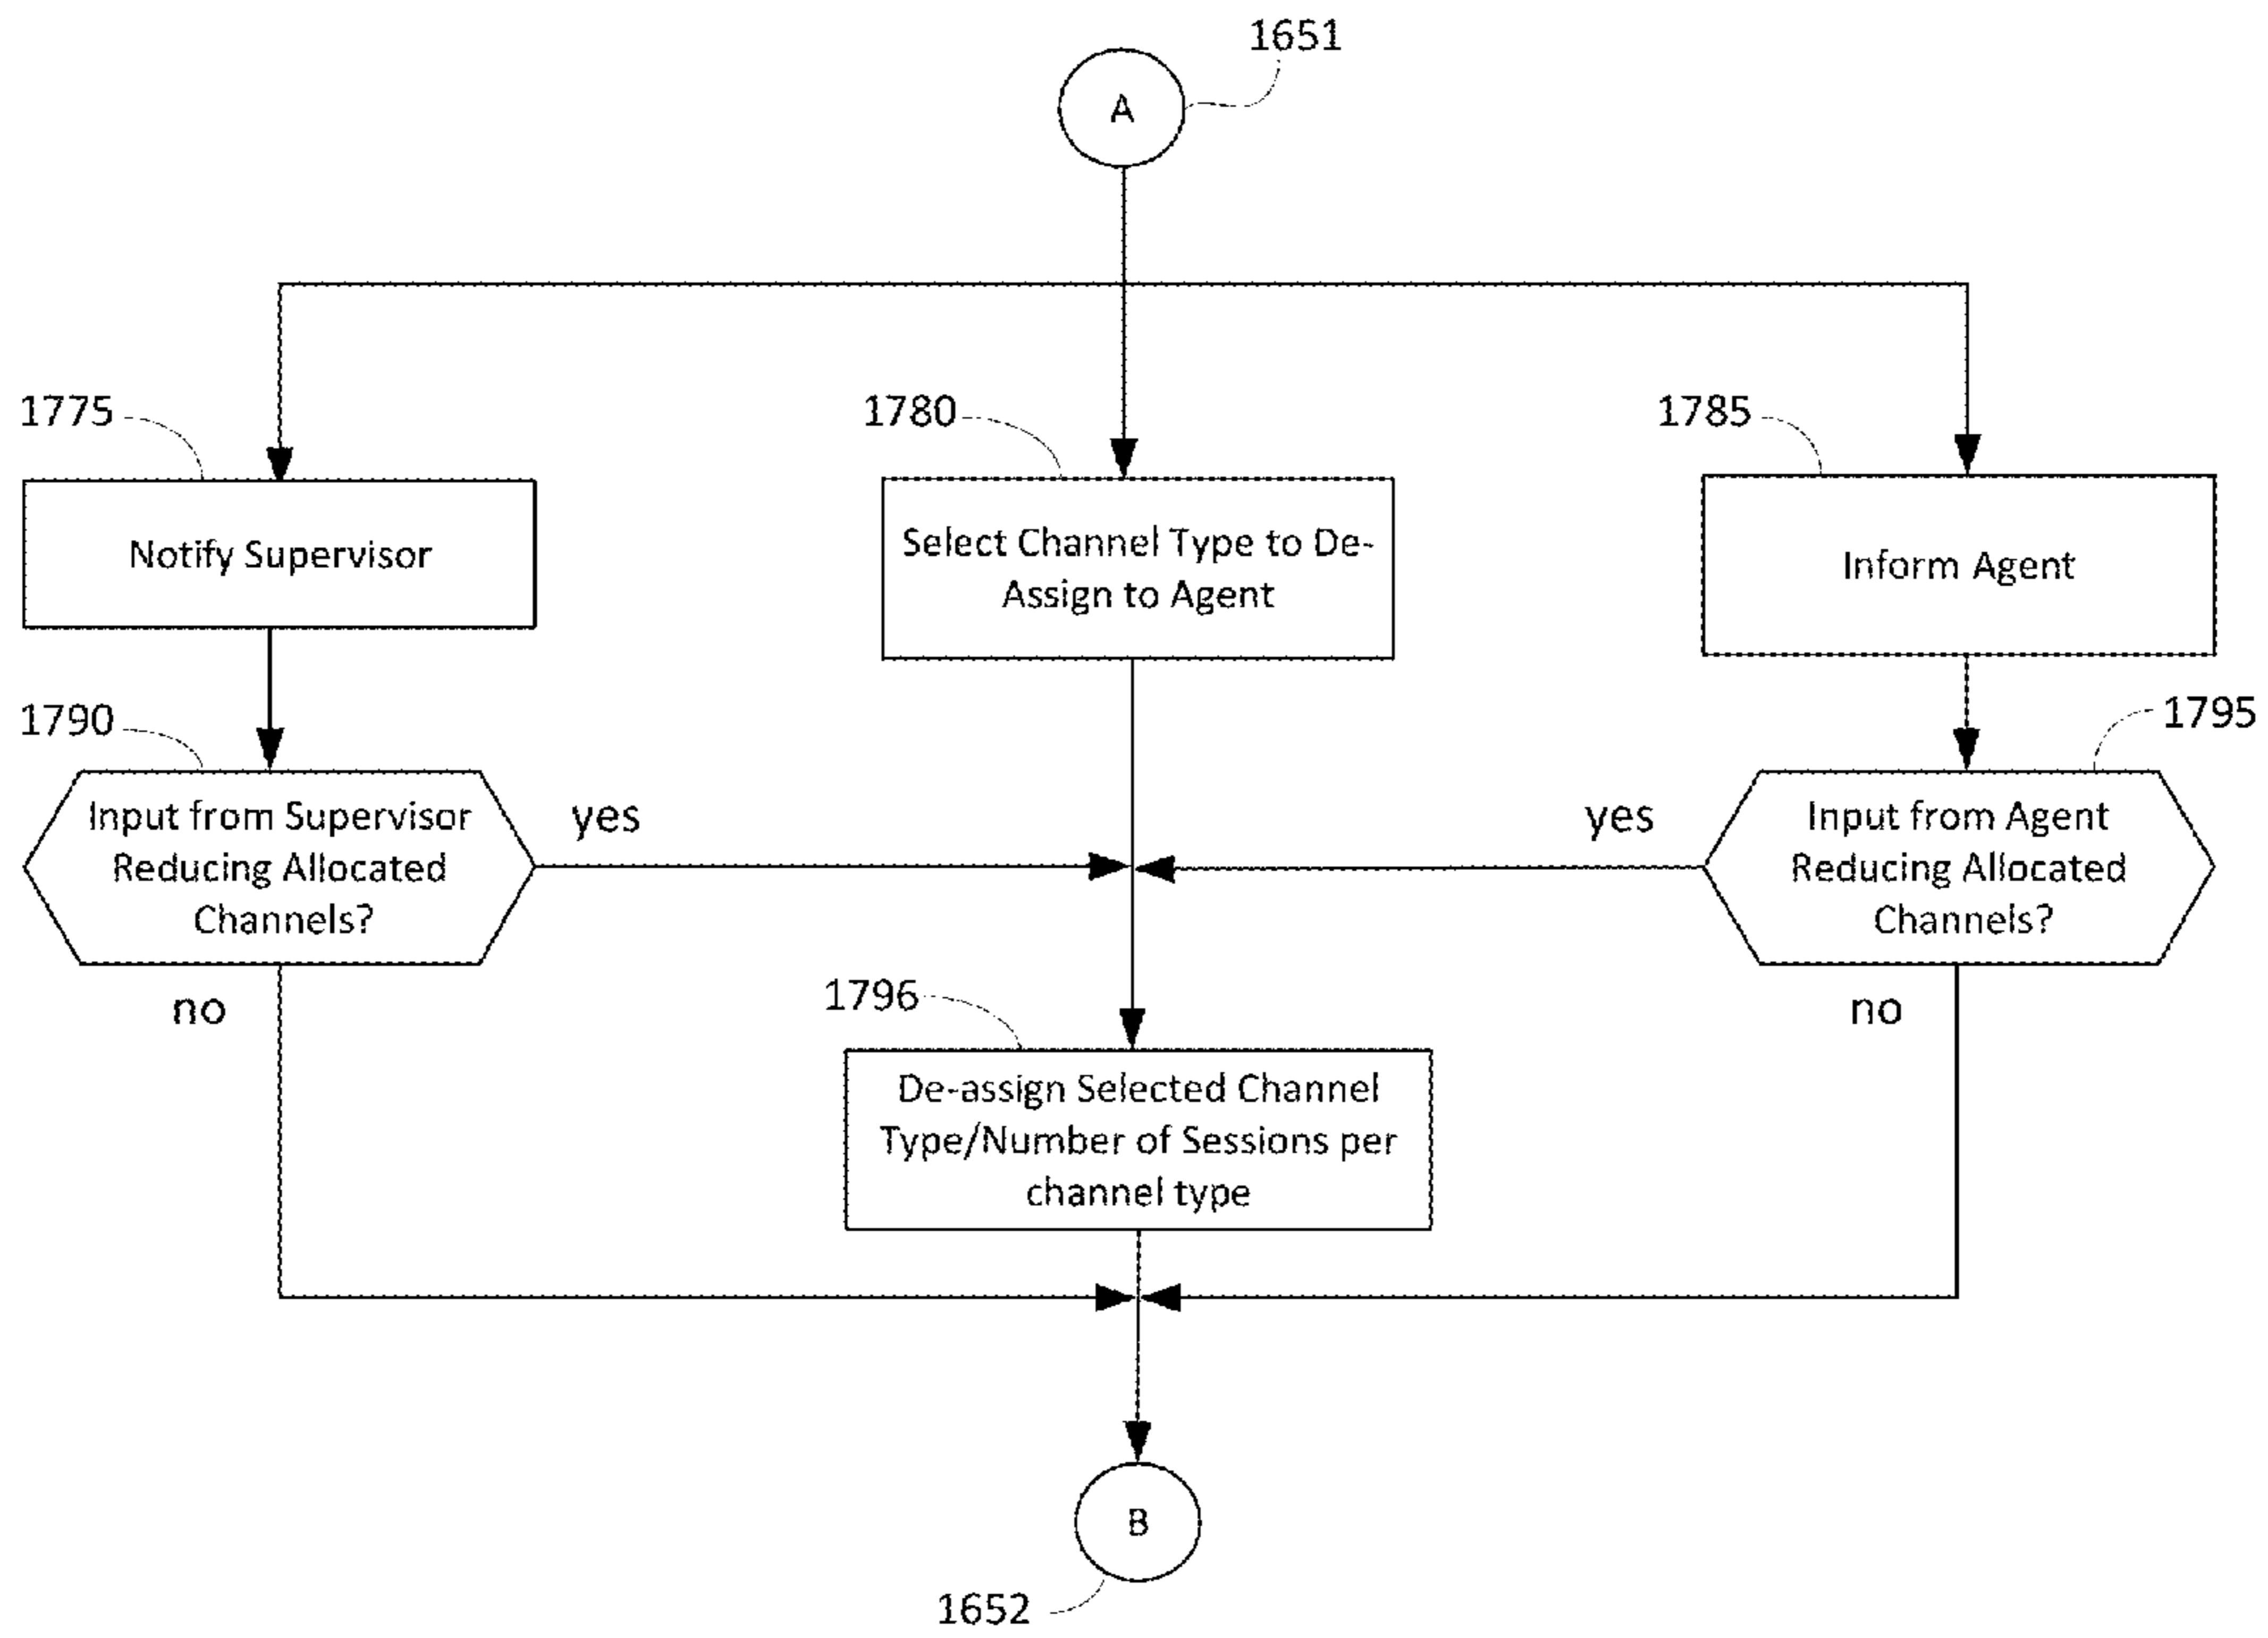 1651
A
1775
1780
1785
Notify Supervisor
Select Channel Type to De-
Assign to Agent
Inform Agent
1790
1795
Input from Supervisor
Reducing Allocated
Channels?
yes
yes
Input from Agent
Reducing Allocated
Channels?
no
1796
no
De-assign Selected Channel
Type/Number of Sessions per
channel type
B
1652